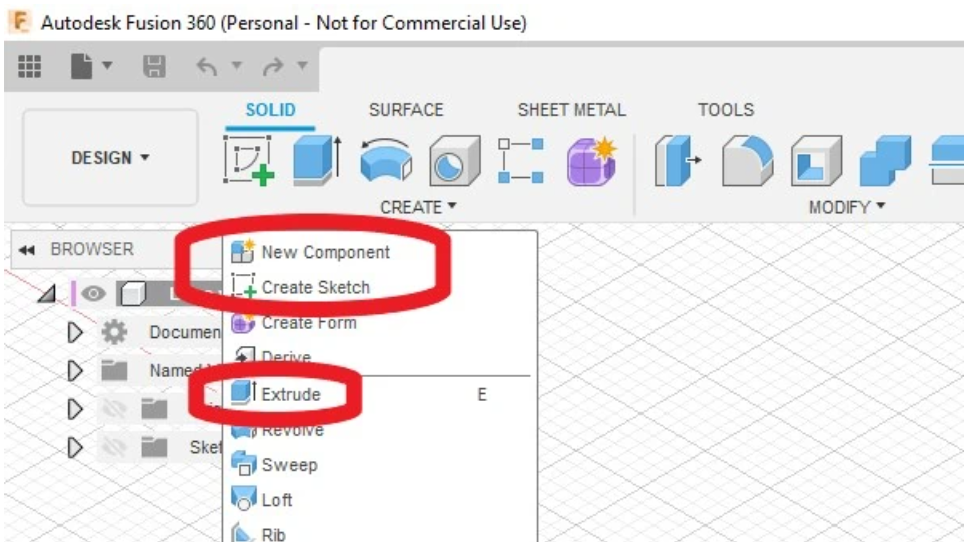 Autodesk Fusion 360 (Personal - Not for Commercial Use)
SOLID SURFACE SHEET METAL TOOLS
DESIGN
CREATE MODIFY
BROWSER
New Component
Create Sketch
Create Form
Documen
Derive
Named
Extrude E
Revolve
Sket
Sweep
Loft
Rib